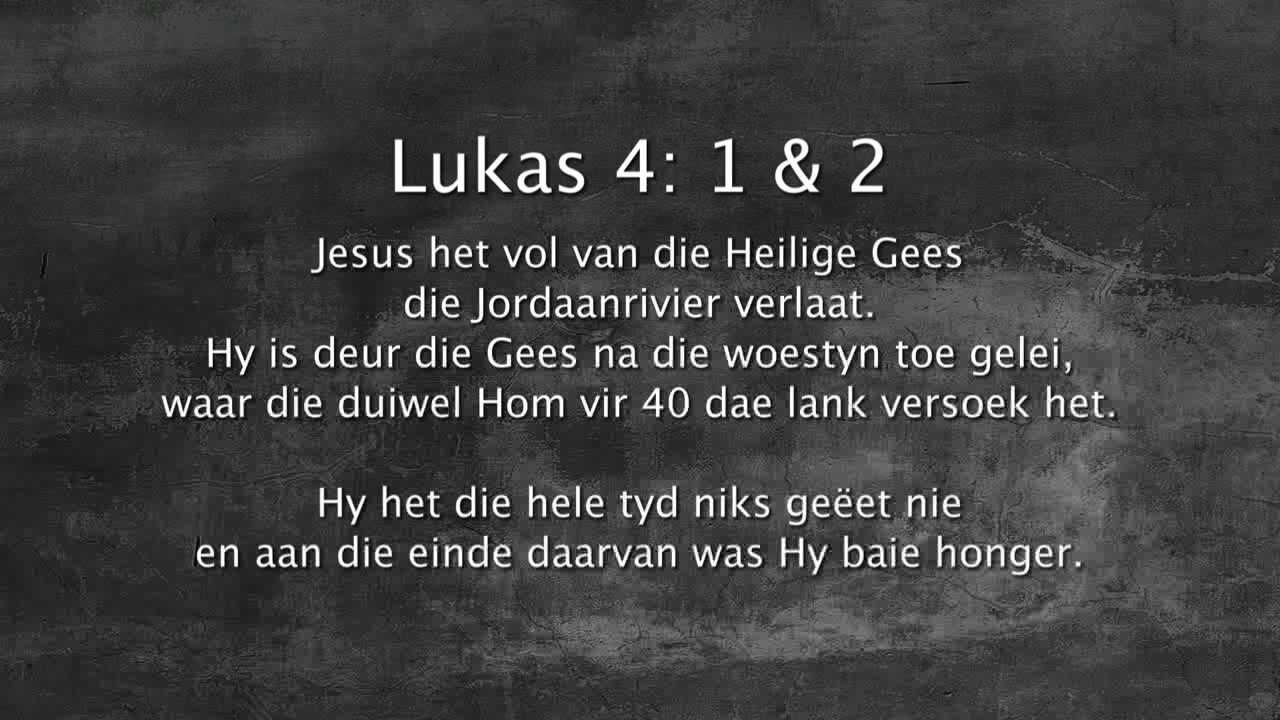 Lukas 4: 1 & 2
Jesus het vol van die Heilige Gees
die Jordaanrivier verlaat.
Hy is deur die Gees na die woestyn toe gelei,
waar die duiwel Hom vir 40 dae lank versoek het.
Hy het die hele tyd niks geëet nie
en aan die einde daarvan was Hy baie honger.